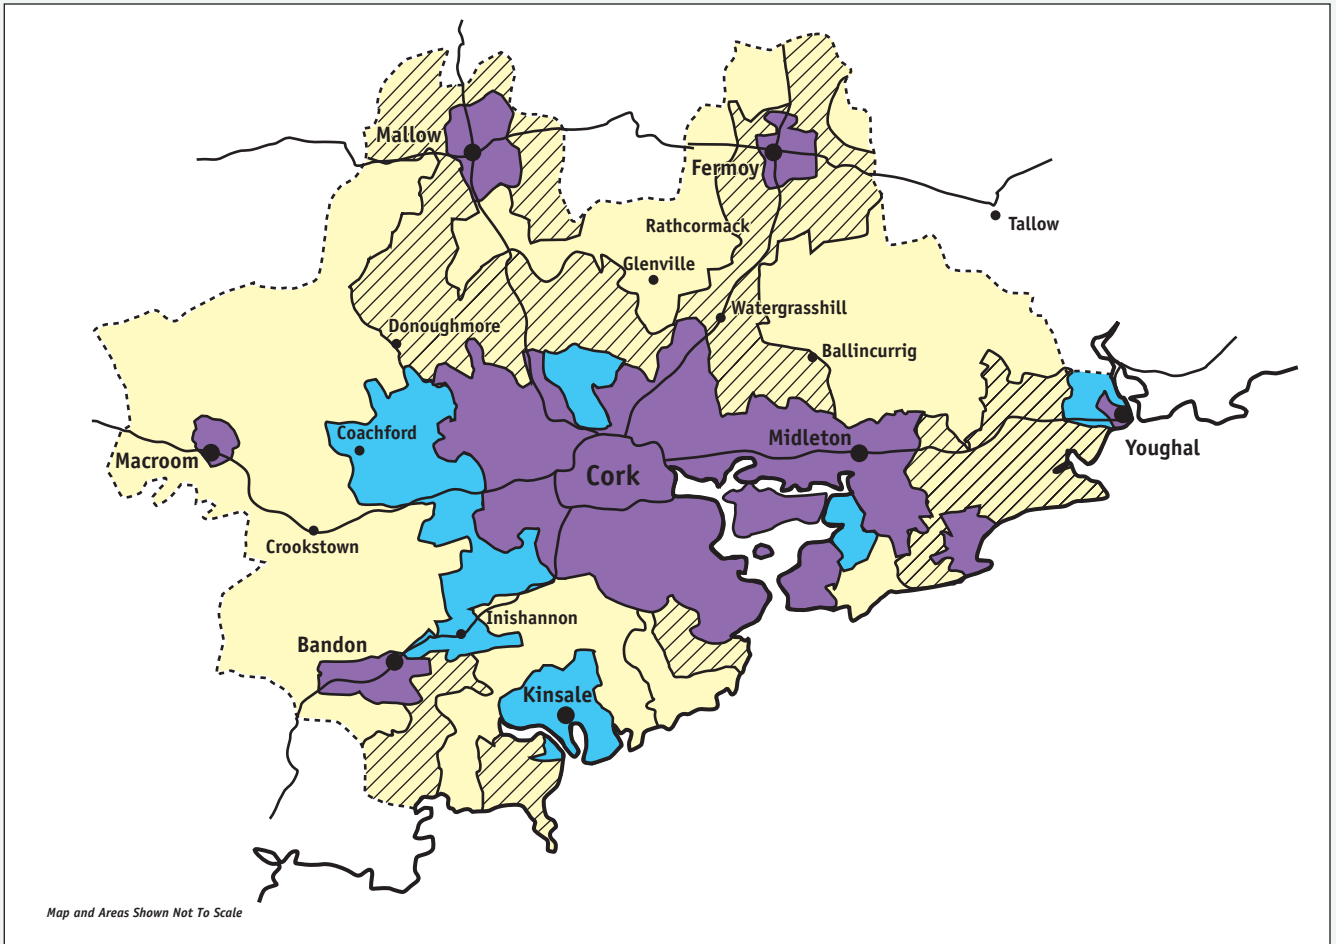 Mallow
Fermoy
Tallow
Rathcormack
Glenville
Watergrasshill
Donoughmore
Ballincurrig
Coachford
Midleton
Youghal
Macroom
Cork
Crookstown
Inishannon
Bandon
Kinsale
Map and Areas Shown Not To Scale